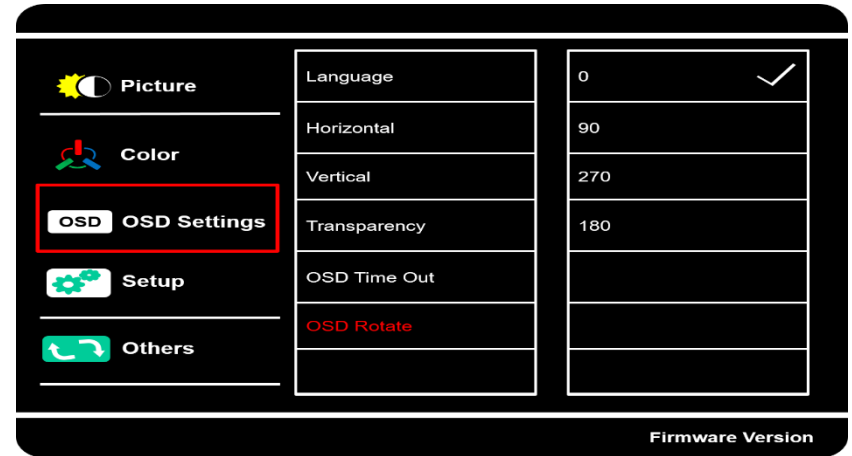 Picture
Color
OSD OSD Settings
Setup
Others
Language
Horizontal
Vertical
Transparency
OSD Time Out
OSD Rotate
0
90
270
180
Firmware Version